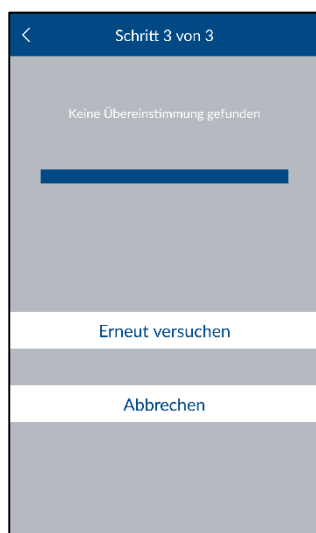 Schritt 3 von 3
Keine Übereinstimmung gefunden
Erneut versuchen
Abbrechen